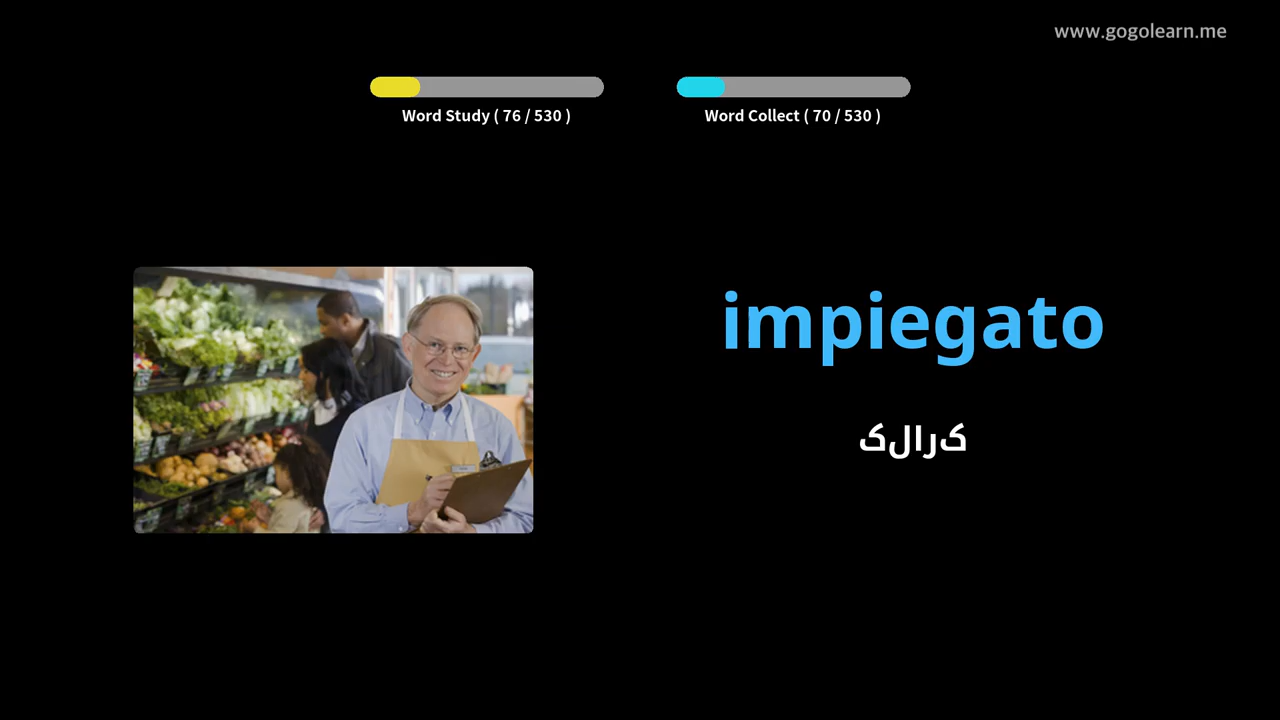 www.gogolearn.me
Word Study ( 76 / 530 )
Word Collect ( 70 / 530 )
impiegato
کرالک